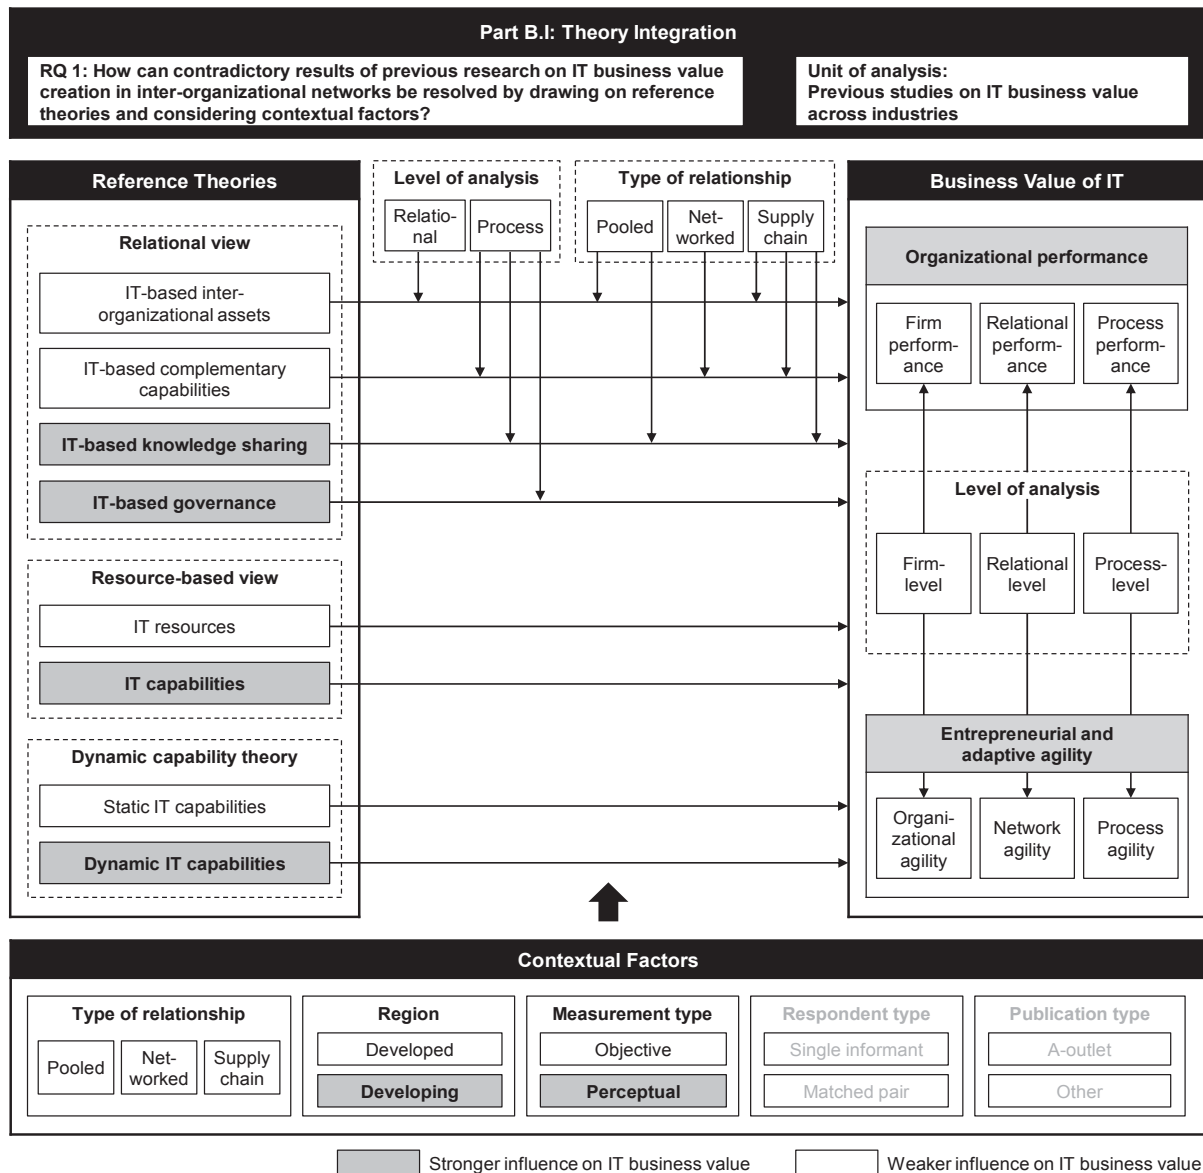 Part B.I: Theory Integration
RQ 1: How can contradictory results of previous research on IT business value
creation in inter-organizational networks be resolved by drawing on reference
theories and considering contextual factors?
Unit of analysis:
Previous studies on IT business value
across industries
Reference Theories
Relational view
IT-based inter-
organizational assets
IT-based complementary
capabilities
IT-based knowledge sharing
IT-based governance
Resource-based view
IT resources
IT capabilities
Dynamic capability theory
Static IT capabilities
Dynamic IT capabilities
Level of analysis
Relatio-
nal
Process
Type of relationship
Pooled
Net-
worked
Supply
chain
Business Value of IT
Organizational performance
Firm
perform-
ance
Relational
perform-
ance
Process
perform-
ance
Level of analysis
Firm-
level
Relational
level
Process-
level
Entrepreneurial and
adaptive agility
Organi-
zational
agility
Network
agility
Process
agility
Contextual Factors
Type of relationship
Pooled
Net-
worked
Supply
chain
Region
Developed
Developing
Measurement type
Objective
Perceptual
Respondent type
Single informant
Matched pair
Publication type
A-outlet
Other
Stronger influence on IT business value
Weaker influence on IT business value